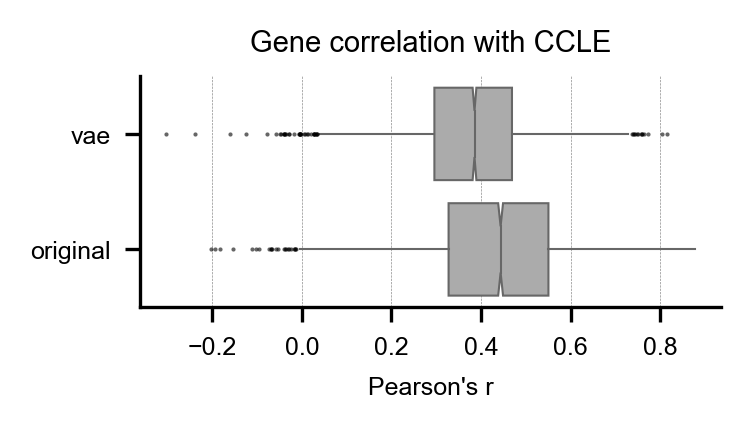 Gene correlation with CCLE
vae
original
−0.2 0.0 0.2 0.4 0.6 0.8
Pearson's r